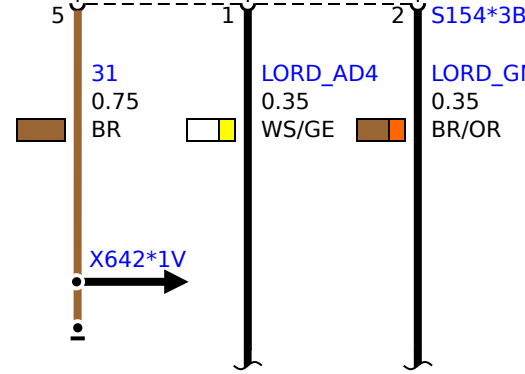 5
1
2
S154*3B
31
0.75
BR
LORD_AD4
0.35
WS/GE
0.35
BR/OR
X642*1V